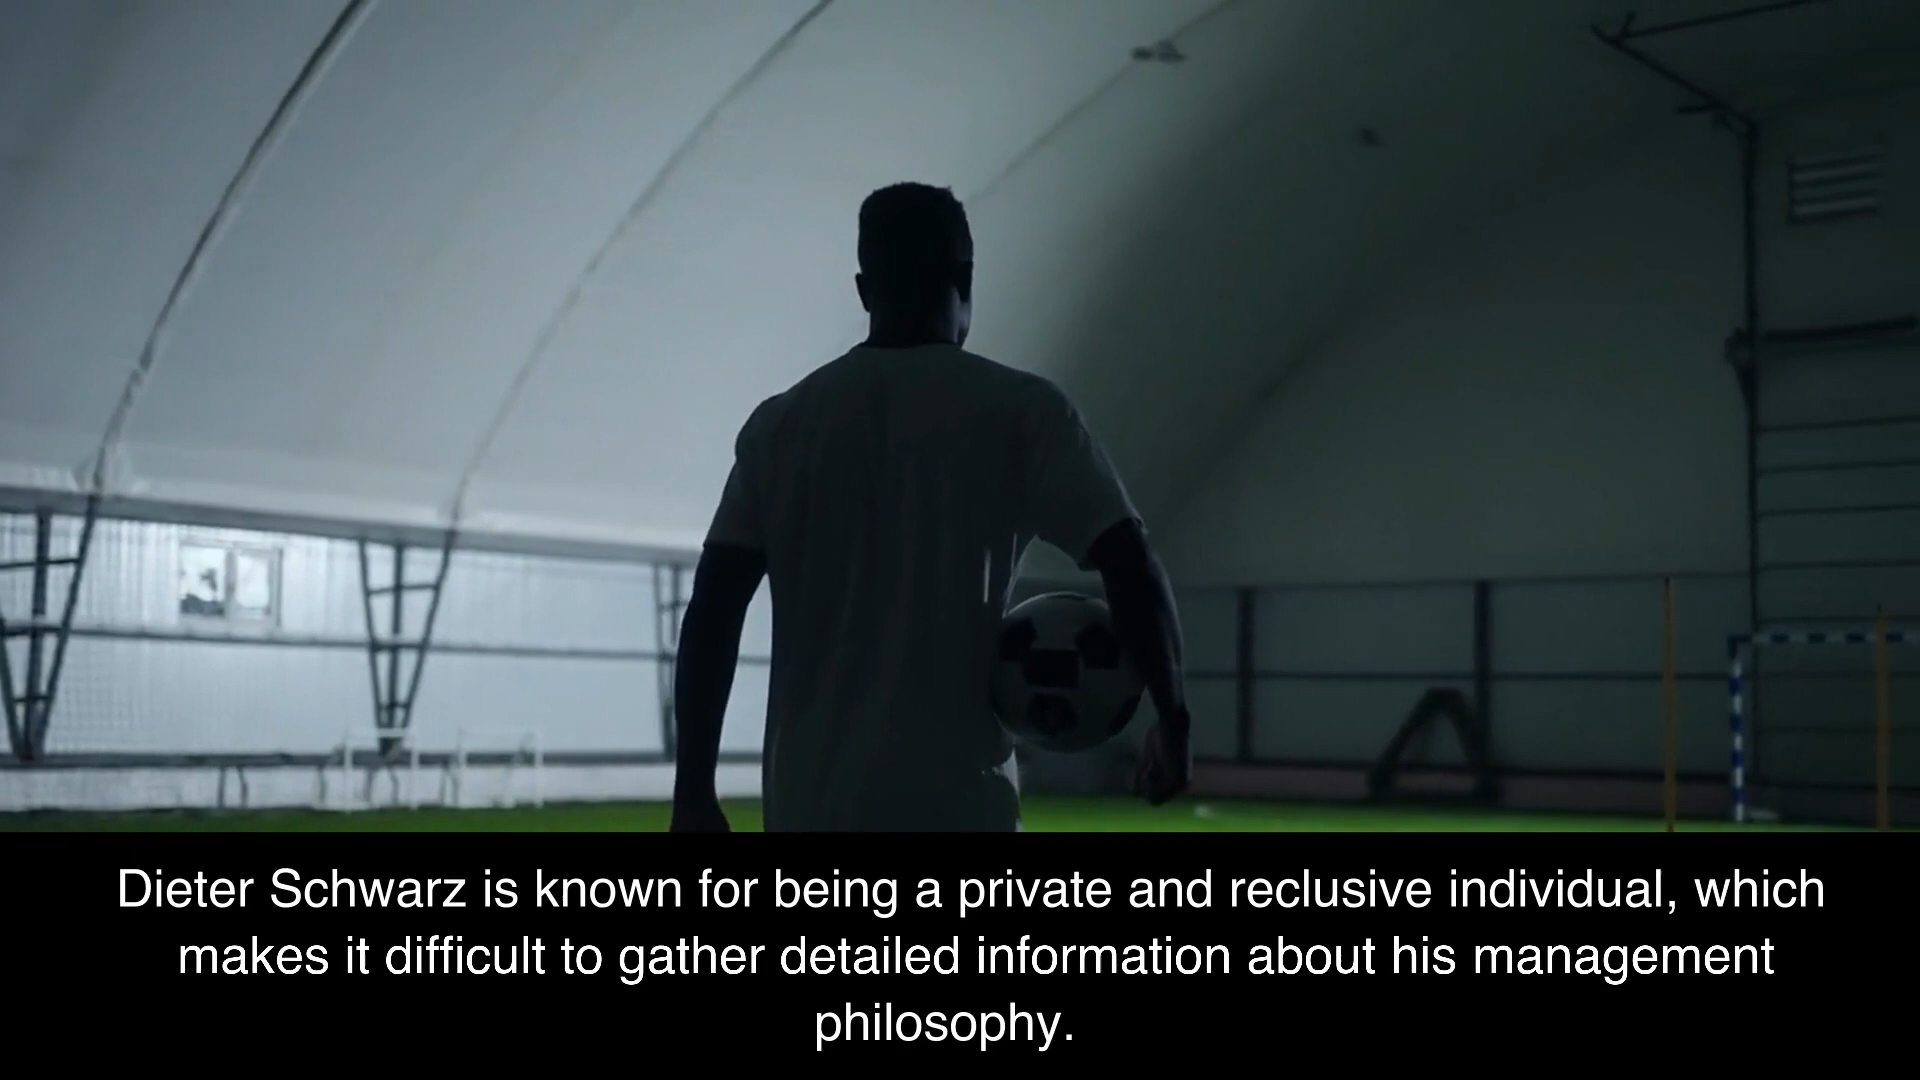 Dieter Schwarz is known for being a private and reclusive individual, which
makes it difficult to gather detailed information about his management
philosophy.